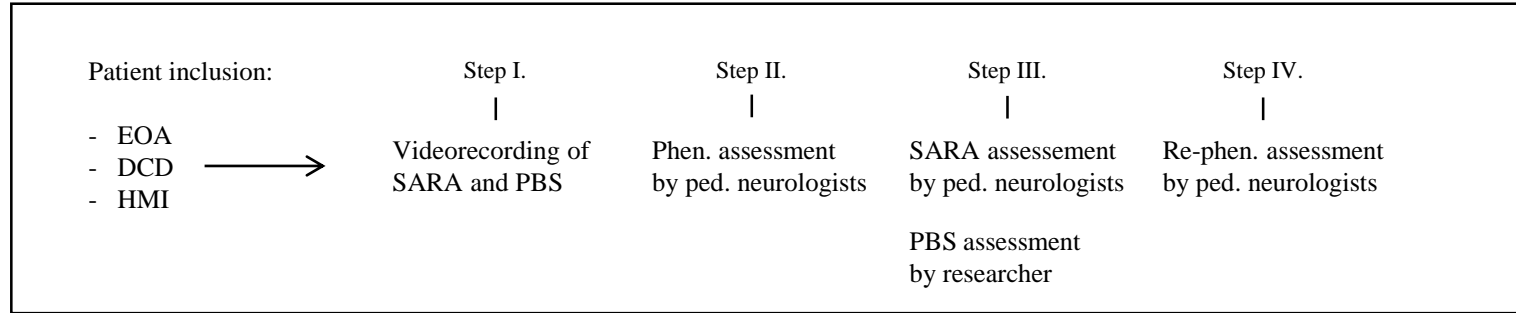 Patient inclusion:
- EOA
- DCD
- HMI
Step I.
Videorecording of
SARA and PBS
Step II.
Phen. assessment
by ped. neurologists
Step III.
SARA assessement
by ped. neurologists
PBS assessment
by researcher
Step IV.
Re-phen. assessment
by ped. neurologists